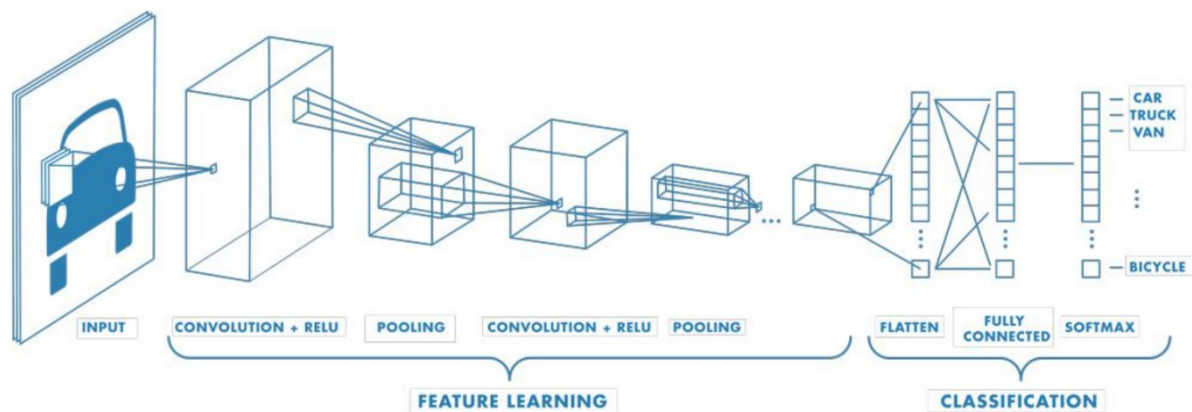 CAR
TRUCK
VAN
BICYCLE
INPUT
CONVOLUTION + RELU
POOLING
CONVOLUTION + RELU
POOLING
FLATTEN
FULLY
CONNECTED
SOFTMAX
FEATURE LEARNING
CLASSIFICATION